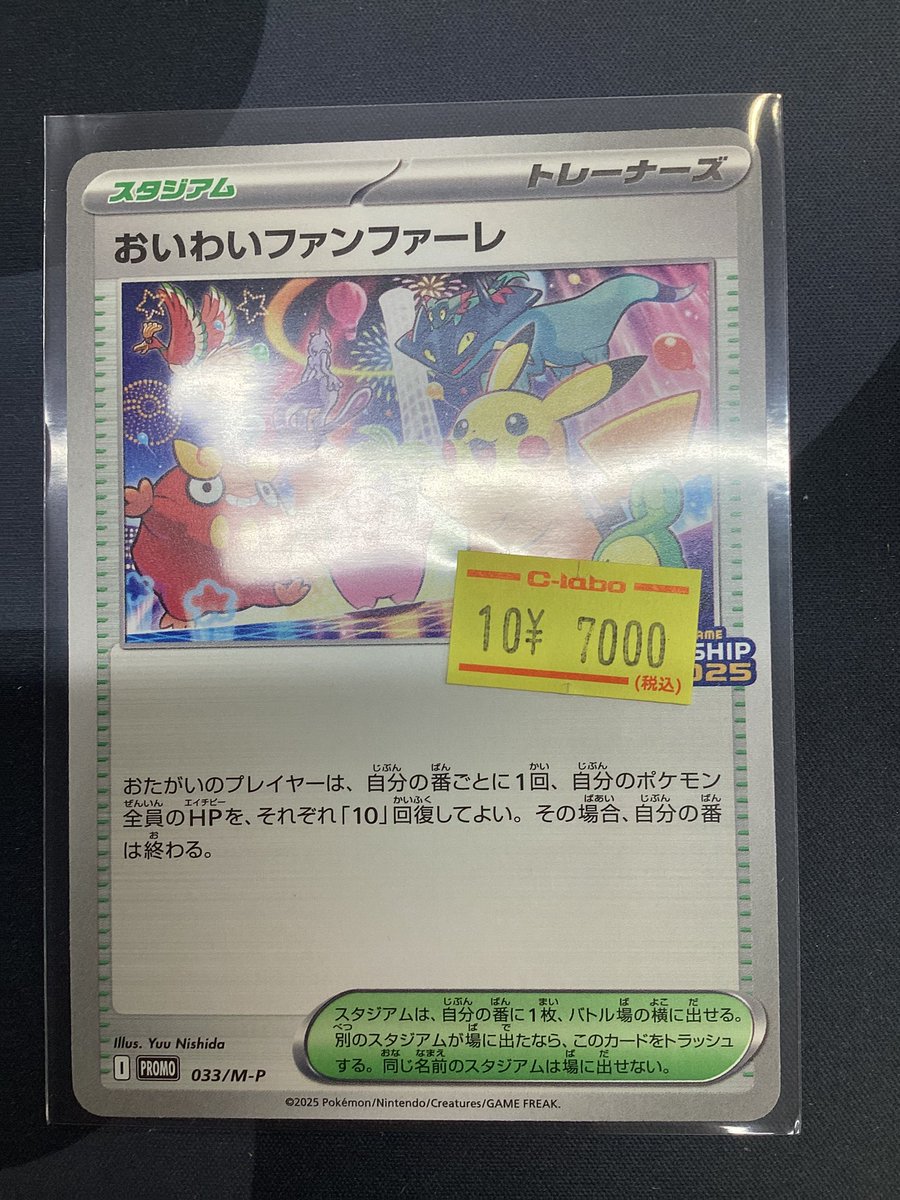 スタジアム トレーナーズ
おいわいファンファーレ
C-labo
10¥ 7000
(税込)
おたがいのプレイヤーは、自分の番ごとに1回、自分のポケモン
全員のHPを、それぞれ「10」回復してよい。その場合、自分の番
は終わる。
スタジアムは、自分の番に1枚、バトル場の横に出せる。
別のスタジアムが場に出たなら、このカードをトラッシュ
する。同じ名前のスタジアムは場に出せない。
Illus. Yuu Nishida
I PROMO 033/M-P
©2025 Pokémon/Nintendo/Creatures/GAME FREAK.